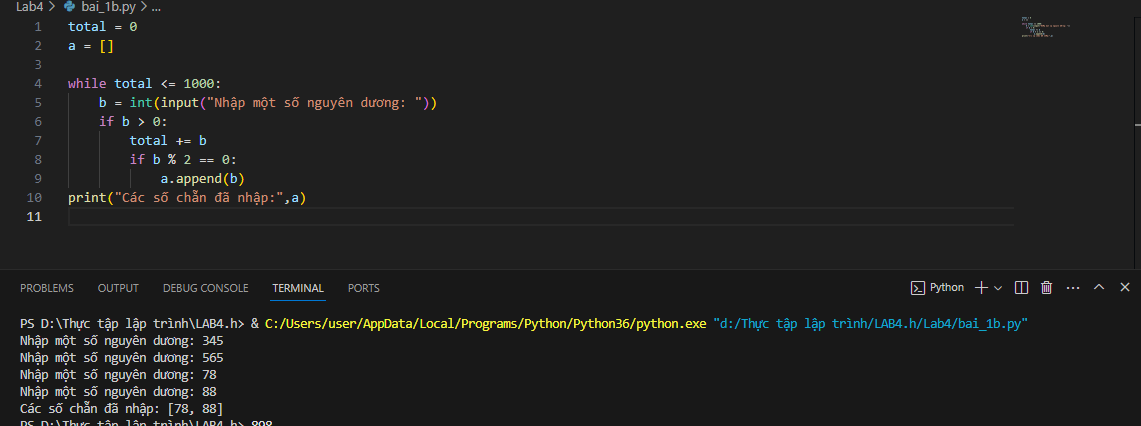 Lab4 > bai_1b.py > ...
1 total = 0
2 a = []
3
4 while total <= 1000:
5 b = int(input("Nhập một số nguyên dương: "))
6 if b > 0:
7 total += b
8 if b % 2 == 0:
9 a.append(b)
10 print("Các số chẵn đã nhập:",a)
11
PROBLEMS OUTPUT DEBUG CONSOLE TERMINAL PORTS Python
PS D:\Thực tập lập trình\LAB4.h> & C:/Users/user/AppData/Local/Programs/Python/Python36/python.exe "d:/Thực tập lập trình/LAB4.h/Lab4/bai_1b.py"
Nhập một số nguyên dương: 345
Nhập một số nguyên dương: 565
Nhập một số nguyên dương: 78
Nhập một số nguyên dương: 88
Các số chẵn đã nhập: [78, 88]
PS D:\Thực tập lập trình\LAB4.h> 898